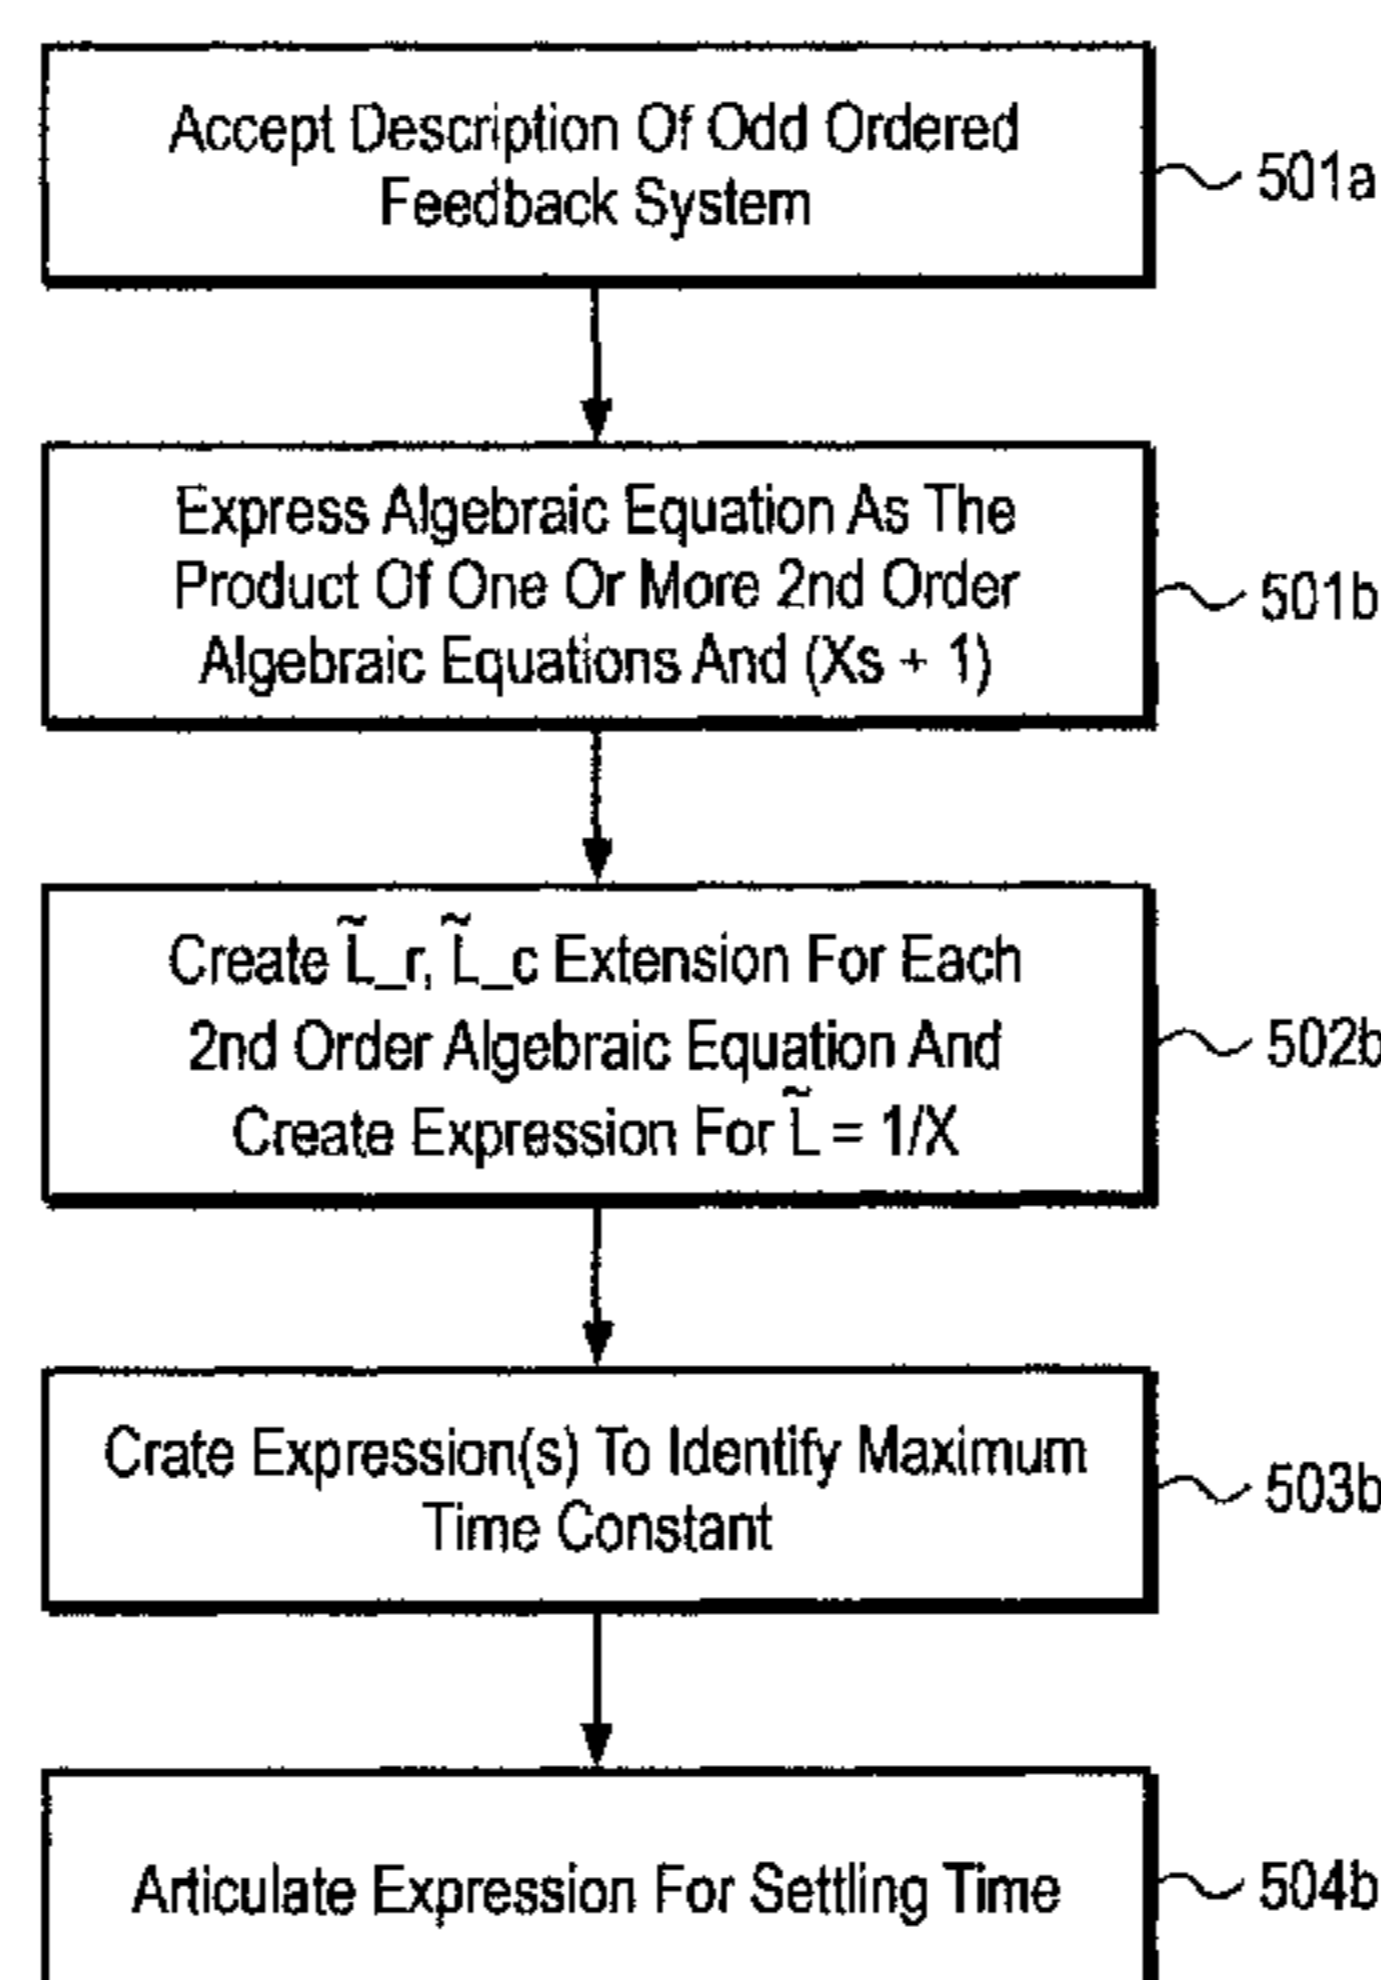 Accept Description Of Odd Ordered
Feedback System
501a
Express Algebraic Equation As The
Product Of One Or More 2nd Order
Algebraic Equations And (Xs + 1)
501b
Create L̃_r, L̃_c Extension For Each
2nd Order Algebraic Equation And
Create Expression For L̃ = 1/X
502b
Crate Expression(s) To Identify Maximum
Time Constant
503b
Articulate Expression For Settling Time
504b